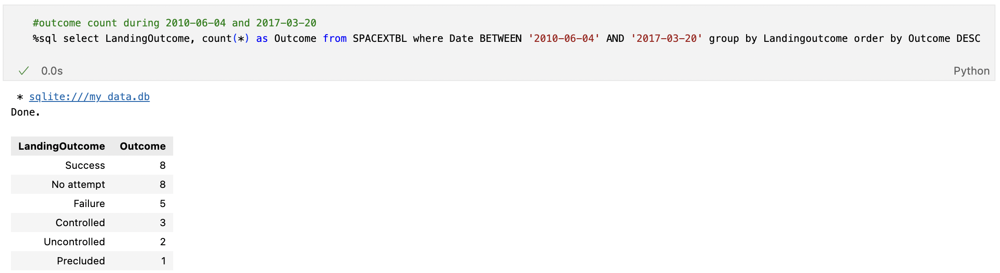 #outcome count during 2010-06-04 and 2017-03-20
%sql select LandingOutcome, count(*) as Outcome from SPACEXTBL where Date BETWEEN '2010-06-04' AND '2017-03-20' group by Landingoutcome order by Outcome DESC
0.0s Python
* sqlite:///my_data.db
Done.
LandingOutcome Outcome
Success 8
No attempt 8
Failure 5
Controlled 3
Uncontrolled 2
Precluded 1